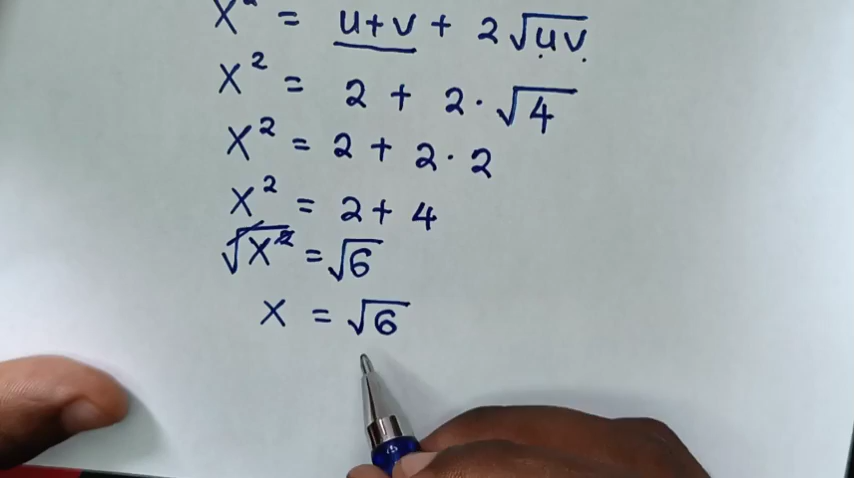 x² = u+v + 2√uv
x² = 2 + 2·√4
x² = 2 + 2·2
x² = 2+ 4
√x² = √6
x = √6